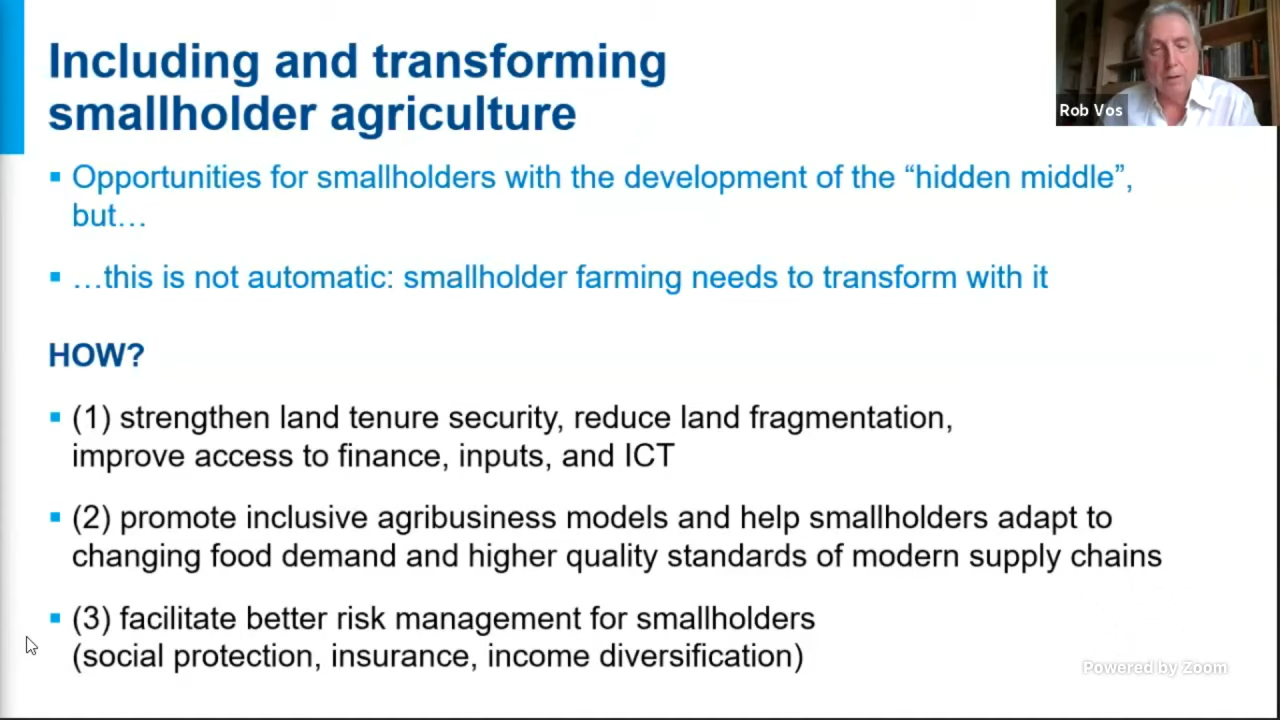 Including and transforming
smallholder agriculture
Rob Vos
▪ Opportunities for smallholders with the development of the “hidden middle”,
but…
▪ …this is not automatic: smallholder farming needs to transform with it
HOW?
▪ (1) strengthen land tenure security, reduce land fragmentation,
improve access to finance, inputs, and ICT
▪ (2) promote inclusive agribusiness models and help smallholders adapt to
changing food demand and higher quality standards of modern supply chains
▪ (3) facilitate better risk management for smallholders
(social protection, insurance, income diversification)
Powered by Zoom